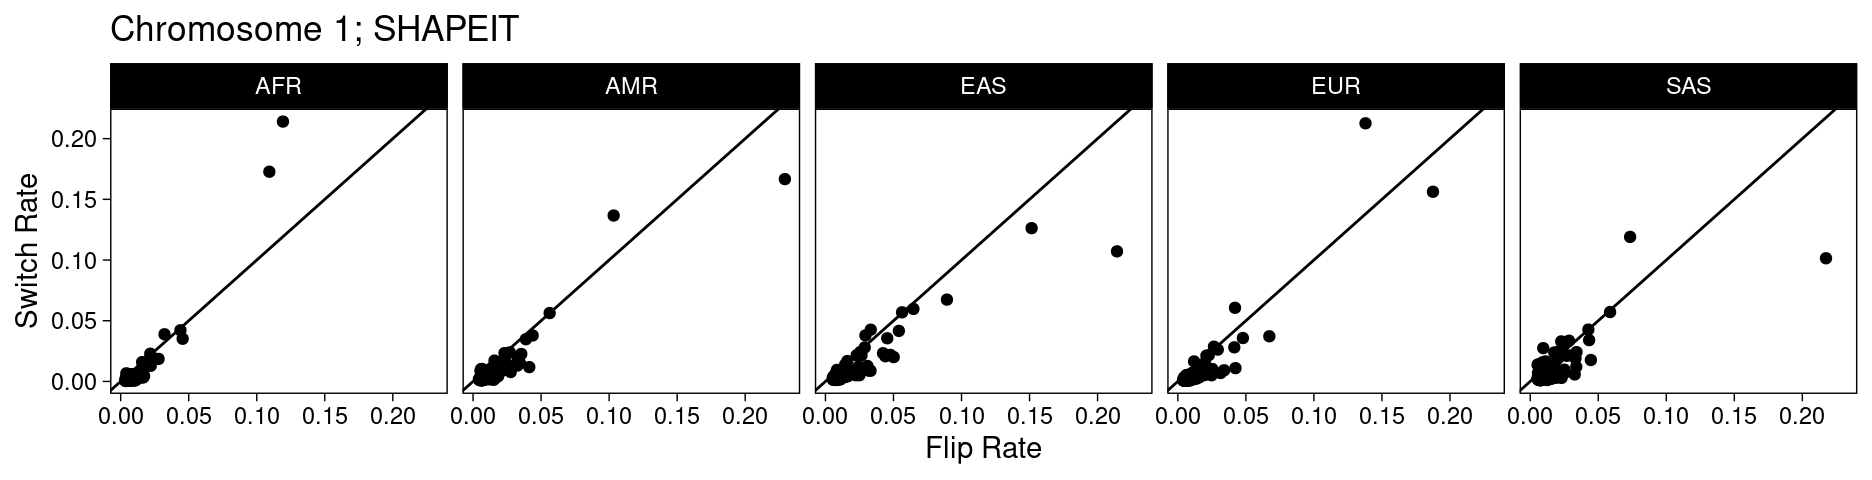 Chromosome 1; SHAPEIT
AFR AMR EAS EUR SAS
0.20
0.15
0.10
0.05
0.00
Switch Rate
0.00 0.05 0.10 0.15 0.20 0.00 0.05 0.10 0.15 0.20 0.00 0.05 0.10 0.15 0.20 0.00 0.05 0.10 0.15 0.20 0.00 0.05 0.10 0.15 0.20
Flip Rate